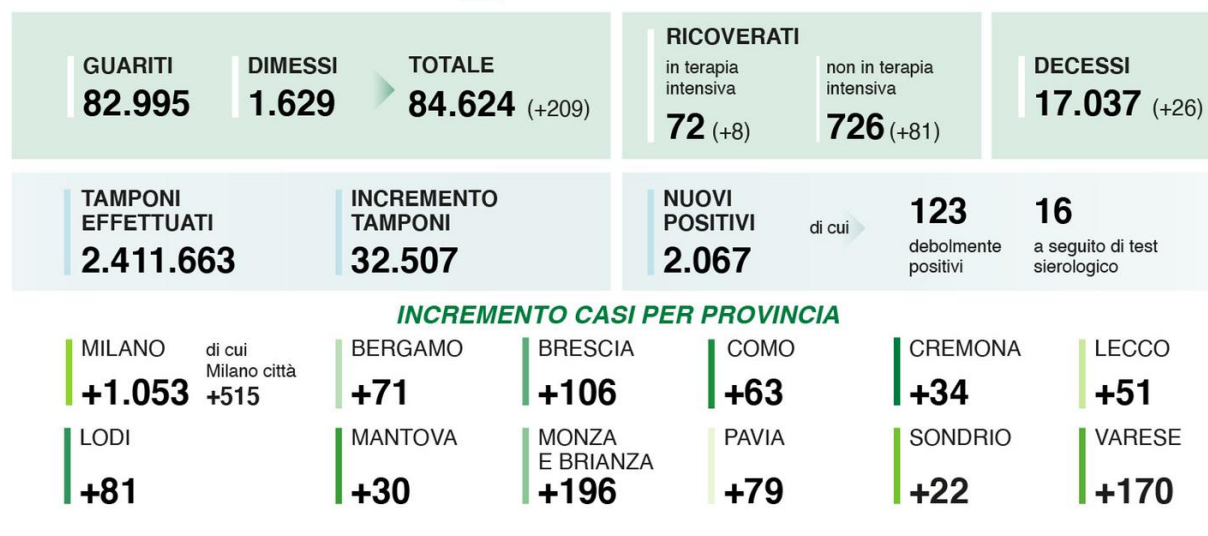 GUARITI
82.995
DIMESSI
1.629
TOTALE
84.624 (+209)
RICOVERATI
in terapia
intensiva
72 (+8)
non in terapia
intensiva
726 (+81)
DECESSI
17.037 (+26)
TAMPONI
EFFETTUATI
2.411.663
INCREMENTO
TAMPONI
32.507
NUOVI
POSITIVI
2.067
di cui
123
debolmente
positivi
16
a seguito di test
sierologico
INCREMENTO CASI PER PROVINCIA
MILANO
+1.053
di cui
Milano città
+515
BERGAMO
+71
BRESCIA
+106
COMO
+63
CREMONA
+34
LECCO
+51
LODI
+81
MANTOVA
+30
MONZA
E BRIANZA
+196
PAVIA
+79
SONDRIO
+22
VARESE
+170